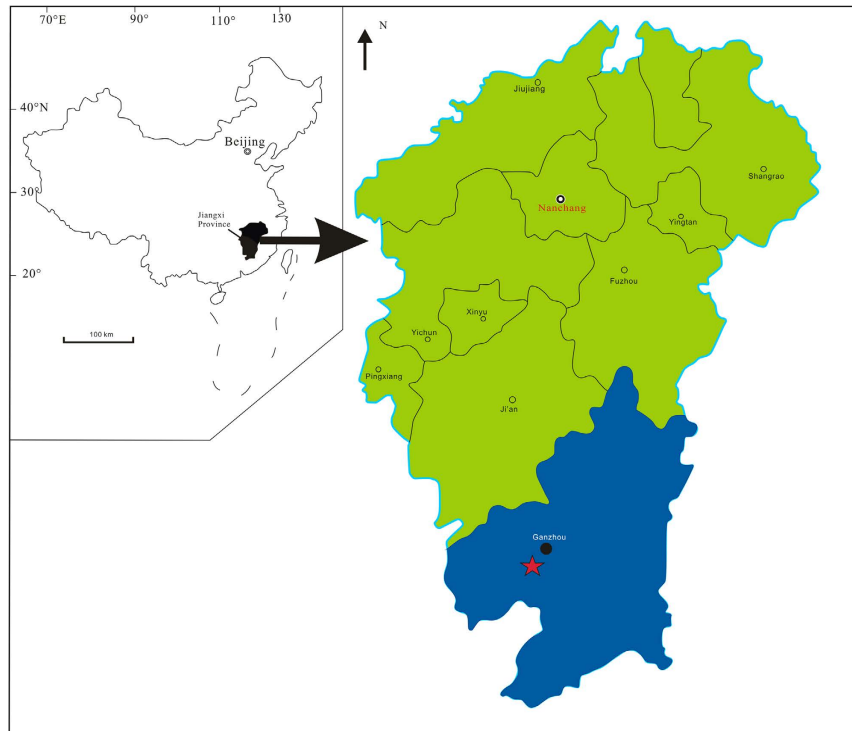 70°E
90°
110°
130
40°N
30°
20°
Beijing
Jiangxi
Province
100 km
N
Jiujiang
Shangrao
Nanchang
Yingtan
Fuzhou
Xinyu
Yichun
Pingxiang
Ji'an
Ganzhou